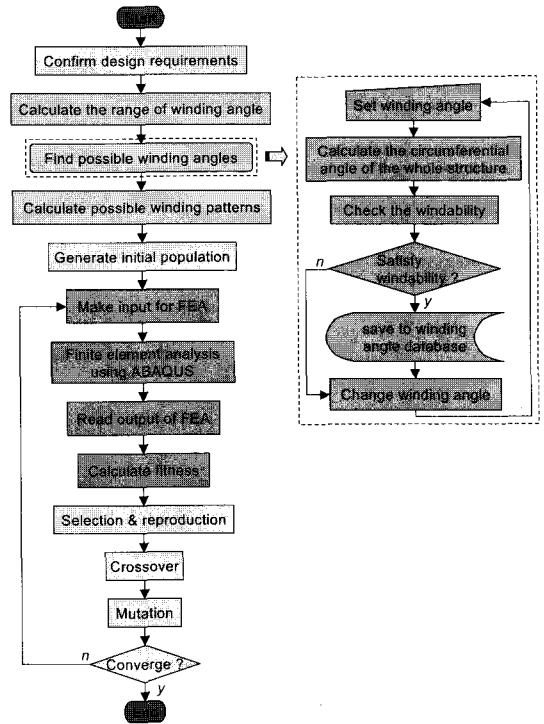 Start
Confirm design requirements
Calculate the range of winding angle
Find possible winding angles
Calculate possible winding patterns
Generate initial population
Make input for FEA
Finite element analysis
using ABAQUS
Read output of FEA
Calculate fitness
Selection & reproduction
Crossover
Mutation
Converge ?
n
y
End
Set winding angle
Calculate the circumferential
angle of the whole structure
Check the windability
Satisfy
windability ?
n
y
save to winding
angle database
Change winding angle